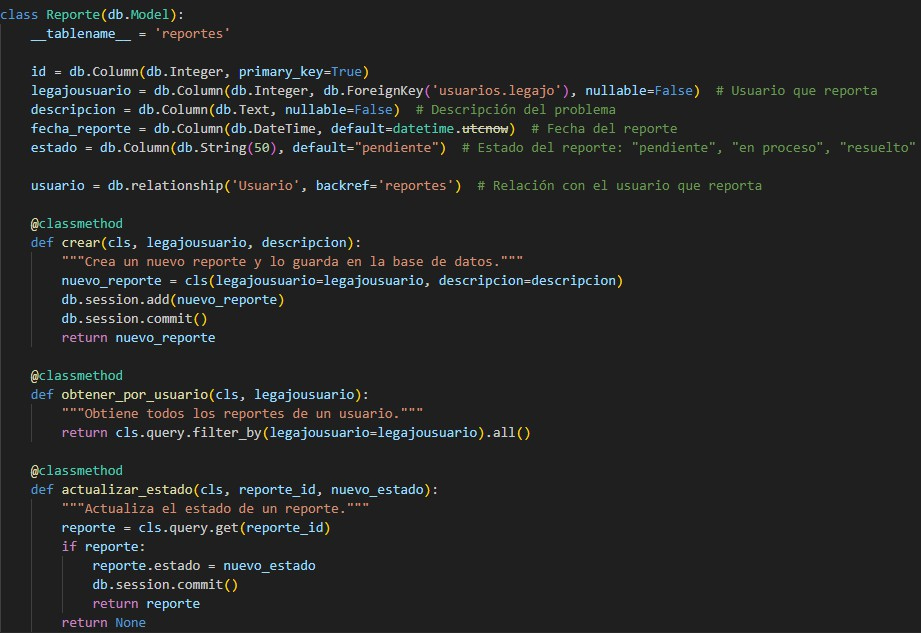 class Reporte(db.Model):
    __tablename__ = 'reportes'

    id = db.Column(db.Integer, primary_key=True)
    legajousuario = db.Column(db.Integer, db.ForeignKey('usuarios.legajo'), nullable=False)  # Usuario que reporta
    descripcion = db.Column(db.Text, nullable=False)  # Descripción del problema
    fecha_reporte = db.Column(db.DateTime, default=datetime.utcnow)  # Fecha del reporte
    estado = db.Column(db.String(50), default="pendiente")  # Estado del reporte: "pendiente", "en proceso", "resuelto"

    usuario = db.relationship('Usuario', backref='reportes')  # Relación con el usuario que reporta

    @classmethod
    def crear(cls, legajousuario, descripcion):
        """Crea un nuevo reporte y lo guarda en la base de datos."""
        nuevo_reporte = cls(legajousuario=legajousuario, descripcion=descripcion)
        db.session.add(nuevo_reporte)
        db.session.commit()
        return nuevo_reporte

    @classmethod
    def obtener_por_usuario(cls, legajousuario):
        """Obtiene todos los reportes de un usuario."""
        return cls.query.filter_by(legajousuario=legajousuario).all()

    @classmethod
    def actualizar_estado(cls, reporte_id, nuevo_estado):
        """Actualiza el estado de un reporte."""
        reporte = cls.query.get(reporte_id)
        if reporte:
            reporte.estado = nuevo_estado
            db.session.commit()
            return reporte
        return None